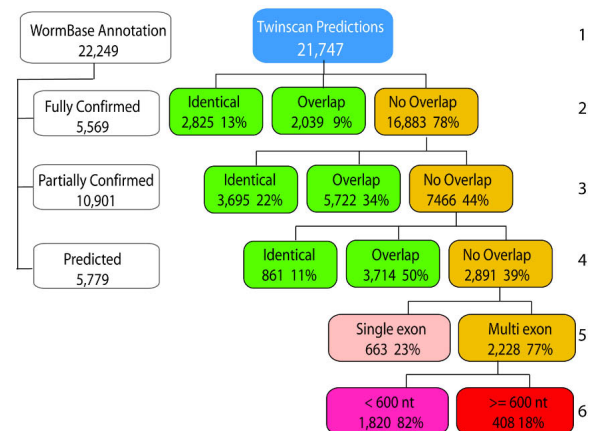 WormBase Annotation
22,249
Twinscan Predictions
21,747
1
Fully Confirmed
5,569
Identical
2,825 13%
Overlap
2,039 9%
No Overlap
16,883 78%
2
Partially Confirmed
10,901
Identical
3,695 22%
Overlap
5,722 34%
No Overlap
7466 44%
3
Predicted
5,779
Identical
861 11%
Overlap
3,714 50%
No Overlap
2,891 39%
4
Single exon
663 23%
Multi exon
2,228 77%
5
< 600 nt
1,820 82%
>= 600 nt
408 18%
6